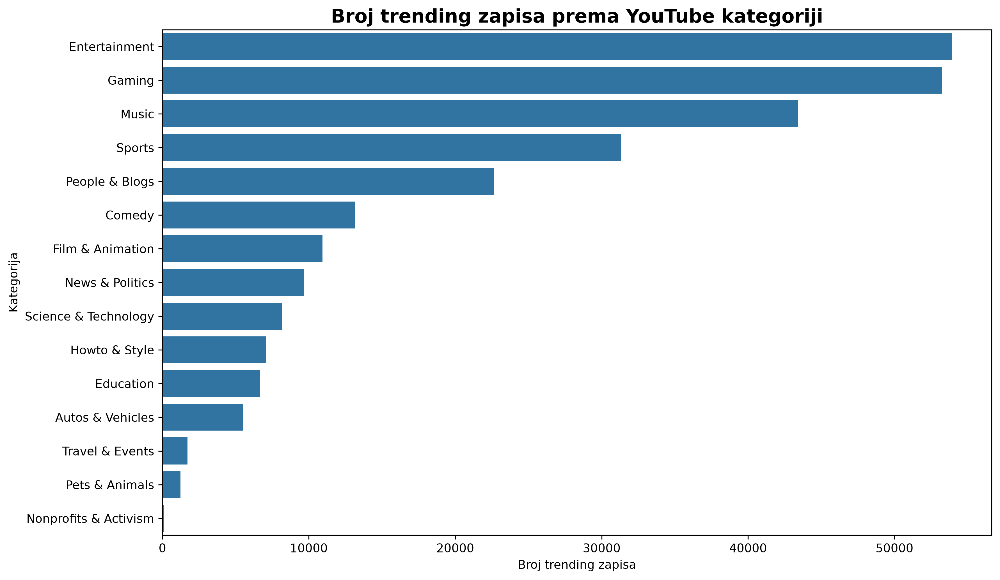 Broj trending zapisa prema YouTube kategoriji
Kategorija
Entertainment
Gaming
Music
Sports
People & Blogs
Comedy
Film & Animation
News & Politics
Science & Technology
Howto & Style
Education
Autos & Vehicles
Travel & Events
Pets & Animals
Nonprofits & Activism
0 10000 20000 30000 40000 50000
Broj trending zapisa